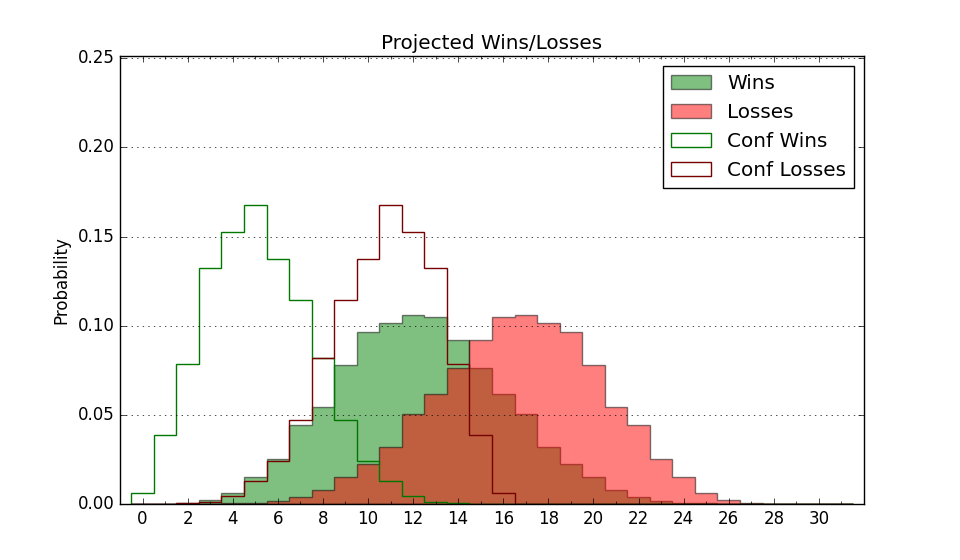 Projected Wins/Losses
0.25
0.20
0.15
0.10
0.05
0.00
Probability
Wins
Losses
Conf Wins
Conf Losses
0 2 4 6 8 10 12 14 16 18 20 22 24 26 28 30